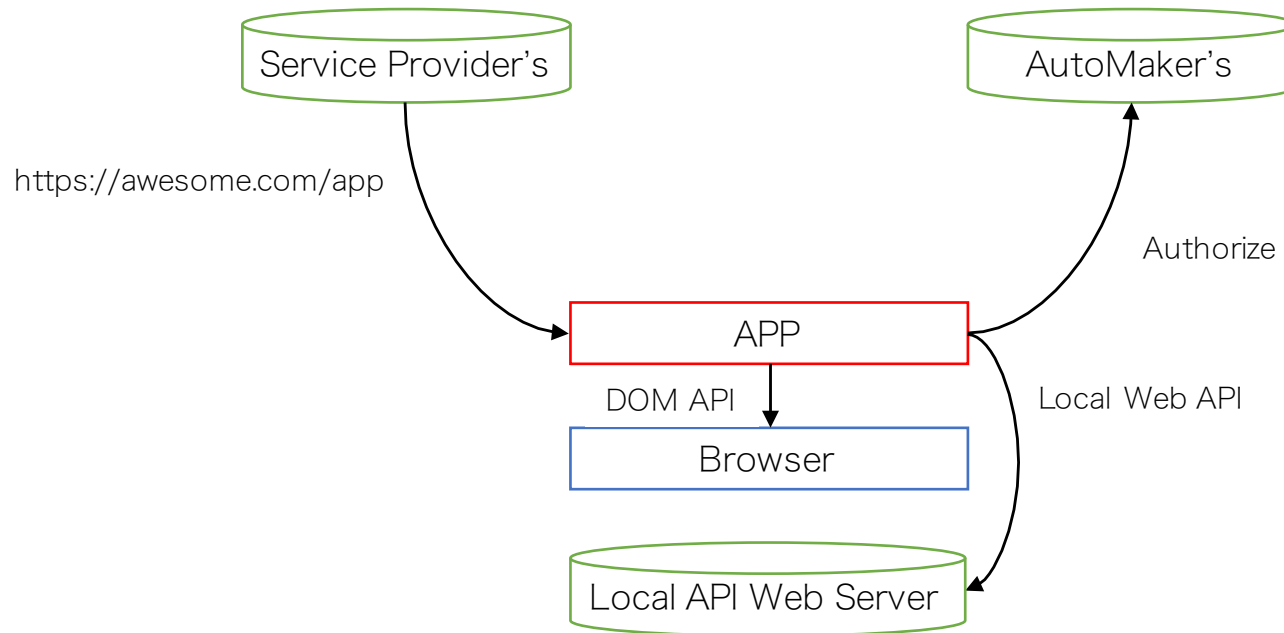 Service Provider’s
AutoMaker’s
https://awesome.com/app
Authorize
APP
DOM API
Local Web API
Browser
Local API Web Server